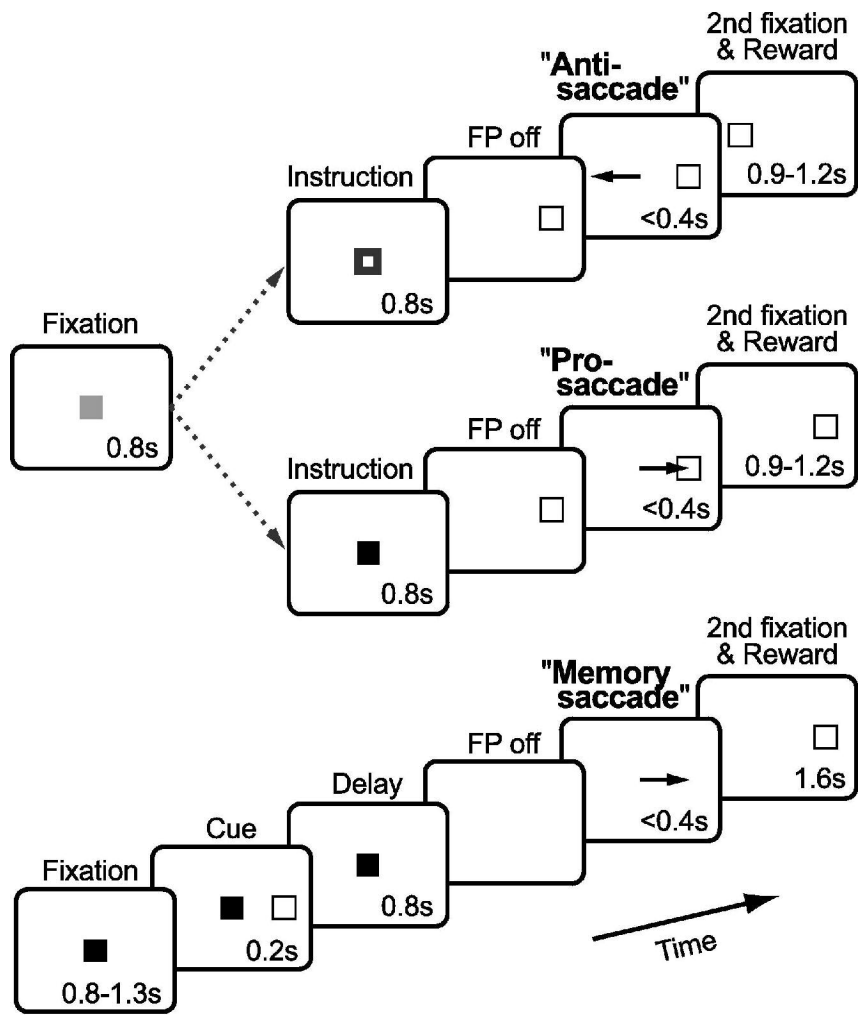 2nd fixation
& Reward
"Anti-
saccade"
FP off
Instruction
0.9-1.2s
<0.4s
0.8s
Fixation
0.8s
2nd fixation
& Reward
"Pro-
saccade"
FP off
Instruction
0.9-1.2s
<0.4s
0.8s
2nd fixation
& Reward
"Memory
saccade"
FP off
Delay
Cue
Fixation
1.6s
<0.4s
0.8s
0.2s
0.8-1.3s
Time